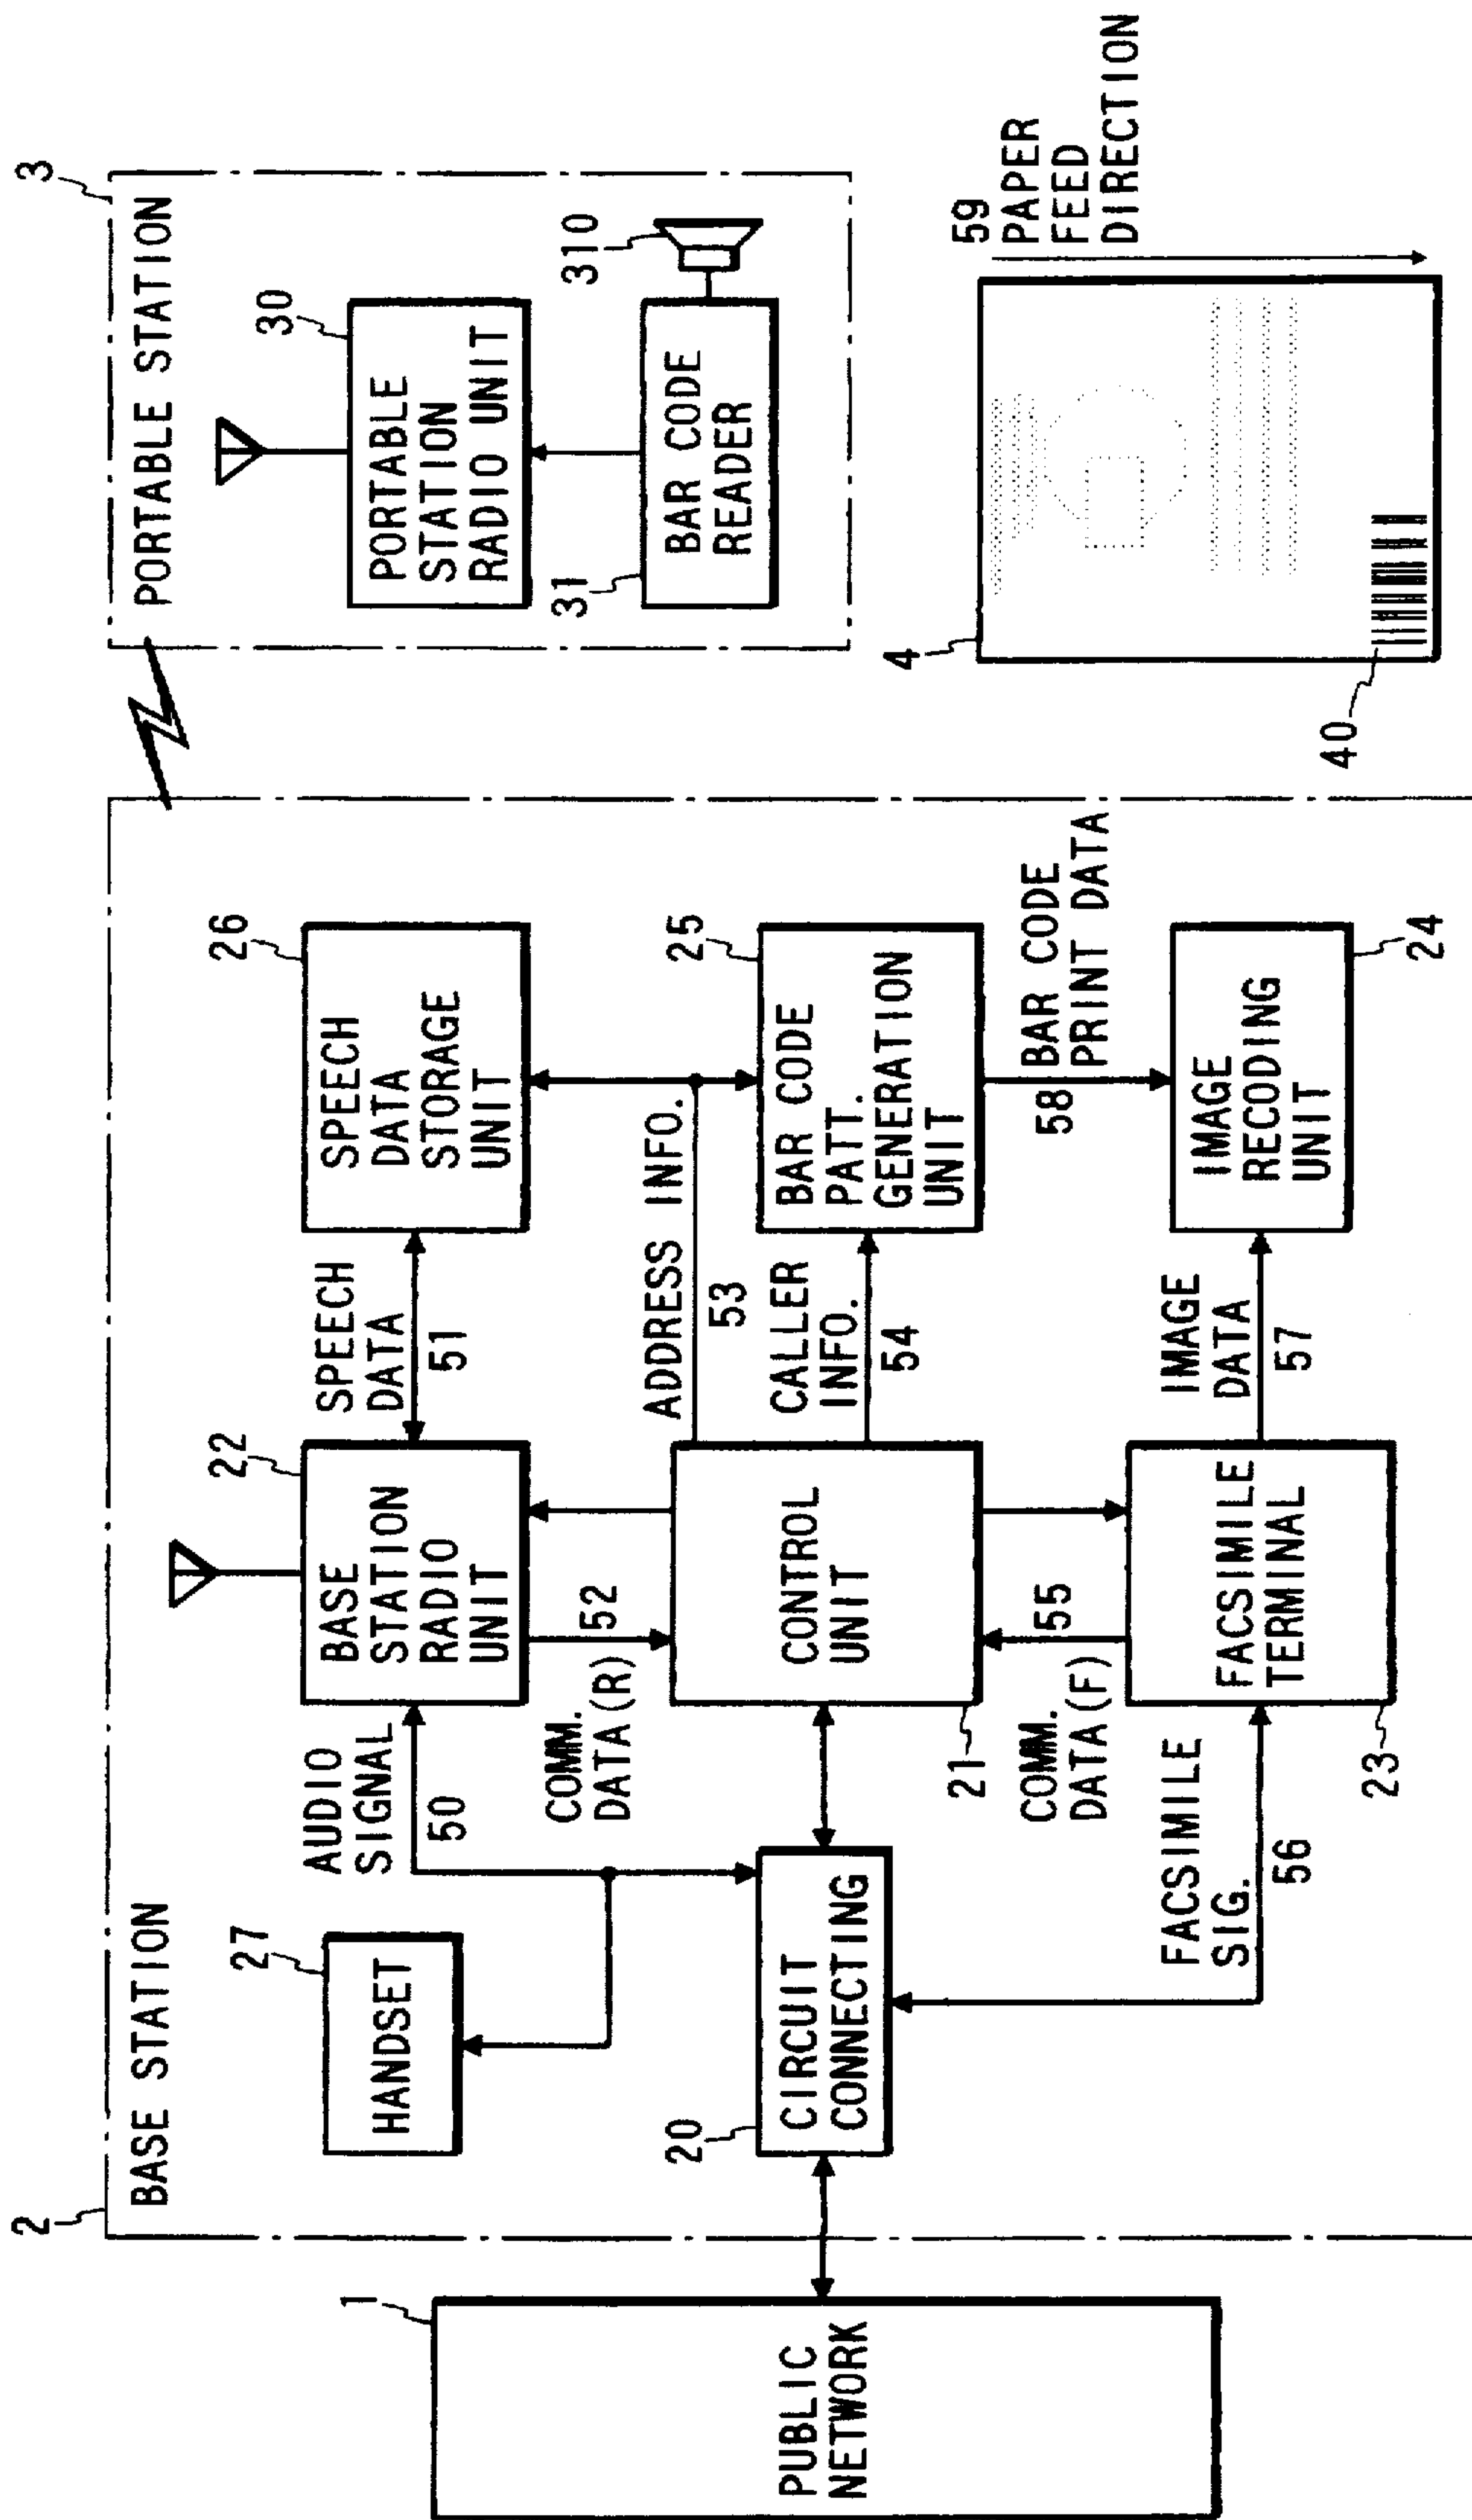 2
BASE STATION
1
PUBLIC
NETWORK
27
HANDSET
20
CIRCUIT
CONNECTING
AUDIO
SIGNAL
50
22
BASE
STATION
RADIO
UNIT
COMM.
DATA(R)
52
CONTROL
UNIT
21
COMM.
DATA(F)
55
FACSIMILE
SIG.
56
FACSIMILE
TERMINAL
23
SPEECH
DATA
51
26
SPEECH
DATA
STORAGE
UNIT
ADDRESS INFO.
53
CALLER
INFO.
54
25
BAR CODE
PATT.
GENERATION
UNIT
58 BAR CODE
PRINT DATA
IMAGE
DATA
57
IMAGE
RECODING
UNIT
24
3
PORTABLE STATION
30
PORTABLE
STATION
RADIO UNIT
31
BAR CODE
READER
310
4
40
59
PAPER
FEED
DIRECTION